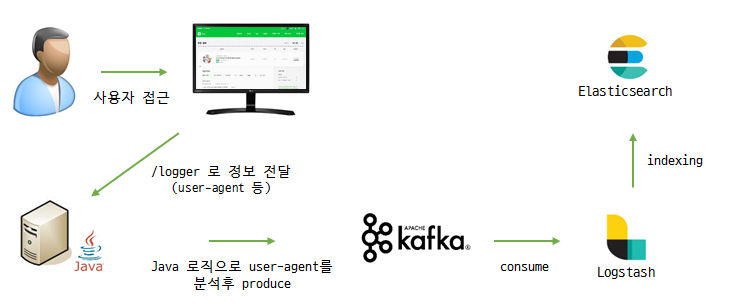 사용자 접근
Elasticsearch
indexing
/logger 로 정보 전달
(user-agent 등)
Java
Java 로직으로 user-agent를
분석후 produce
APACHE
kafka
consume
Logstash